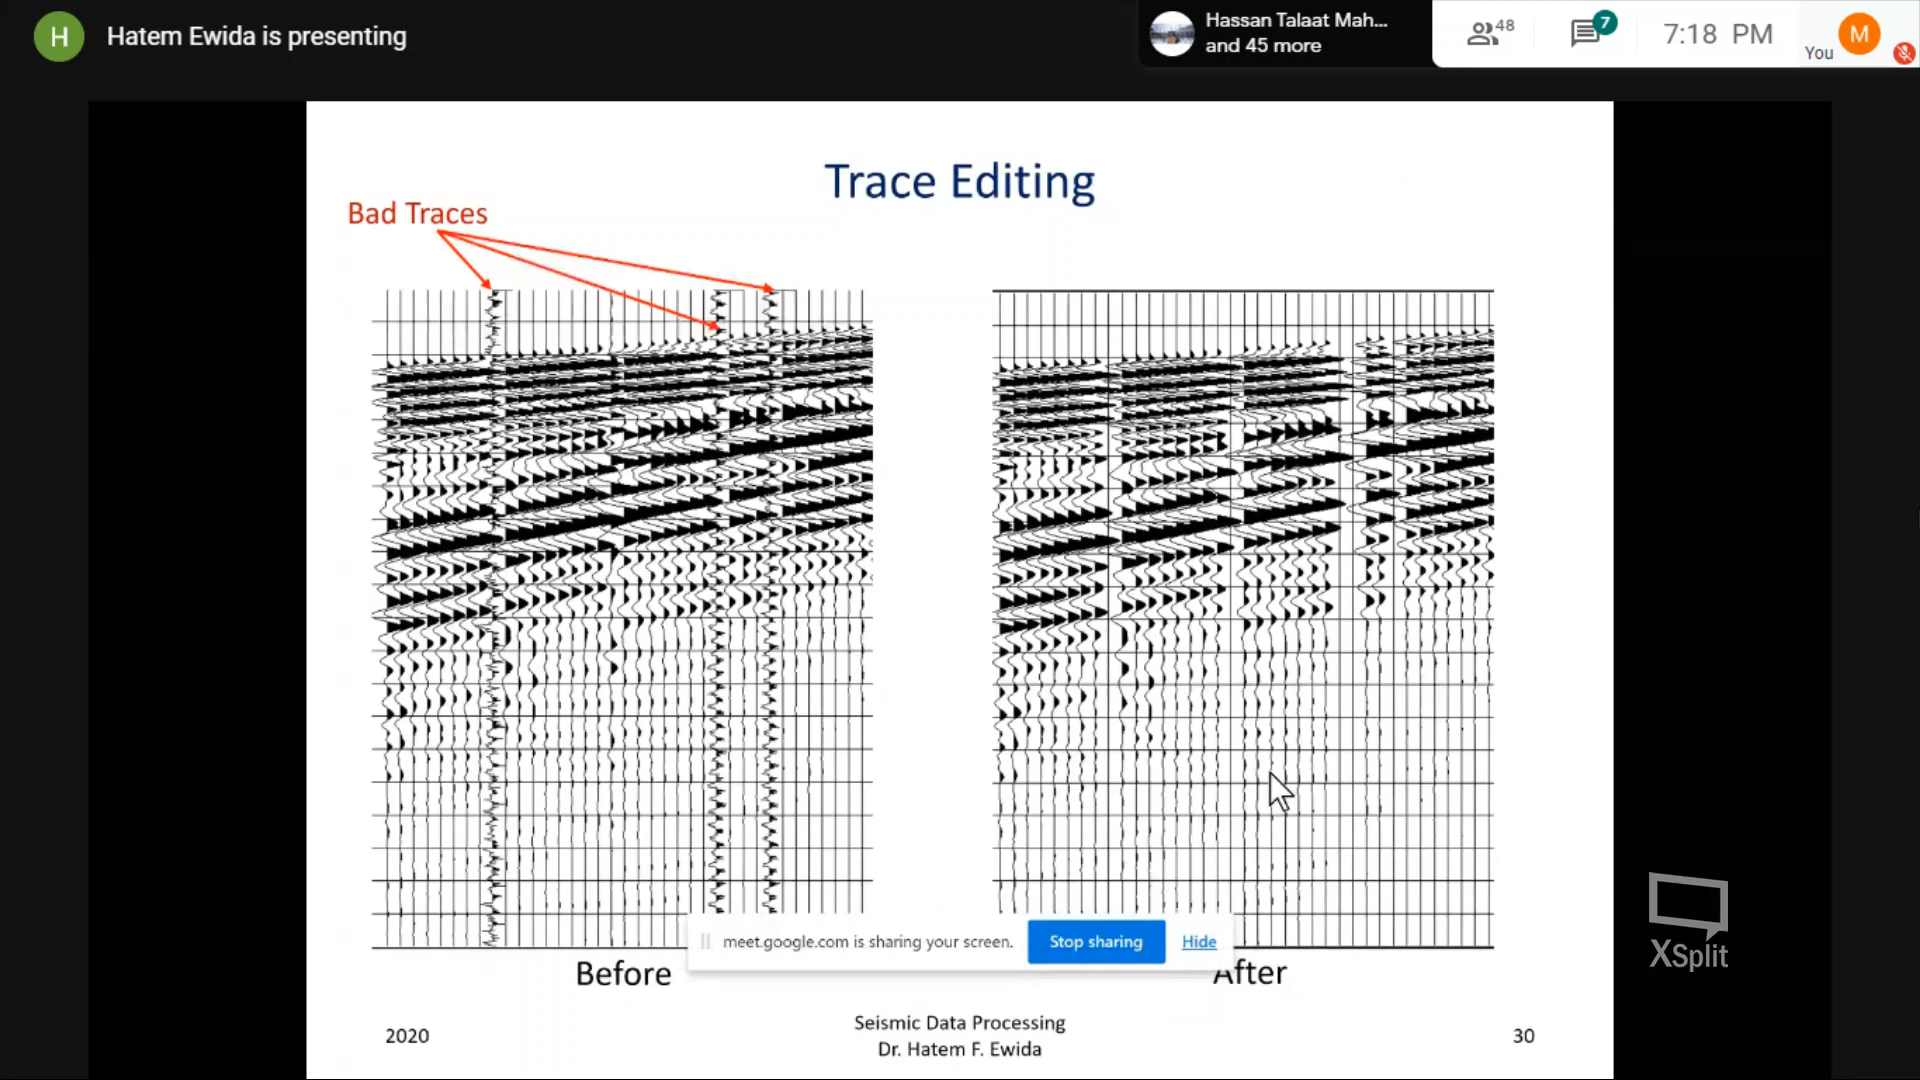 H
Hatem Ewida is presenting
Hassan Talaat Mah...
and 45 more
48
7
7:18 PM
You
M
Trace Editing
Bad Traces
meet.google.com is sharing your screen.
Stop sharing
Hide
Before
After
XSplit
2020
Seismic Data Processing
Dr. Hatem F. Ewida
30